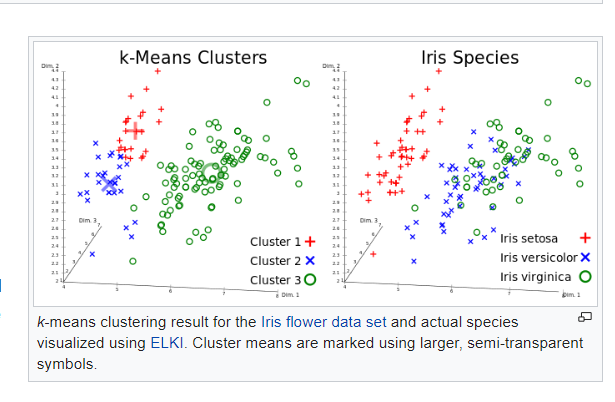 k-Means Clusters
Iris Species
Dim. 2
Dim. 2
Dim. 3
Dim. 3
Cluster 1
Cluster 2
Cluster 3
Iris setosa
Iris versicolor
Iris virginica
Dim. 1
Dim. 1
k-means clustering result for the Iris flower data set and actual species
visualized using ELKI. Cluster means are marked using larger, semi-transparent
symbols.